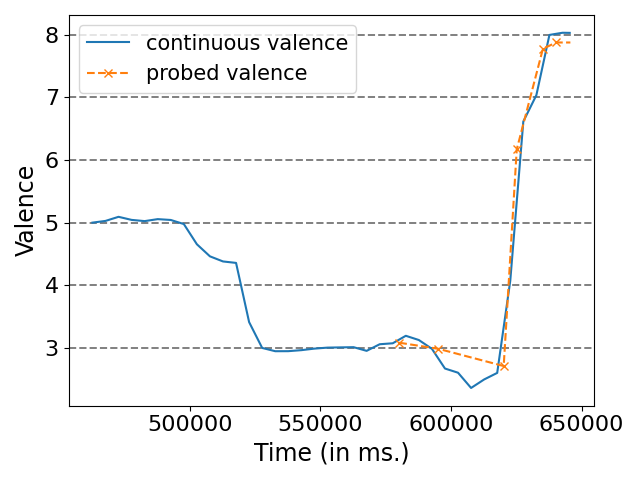 continuous valence
probed valence
8
7
6
5
4
3
Valence
500000
550000
600000
650000
Time (in ms.)